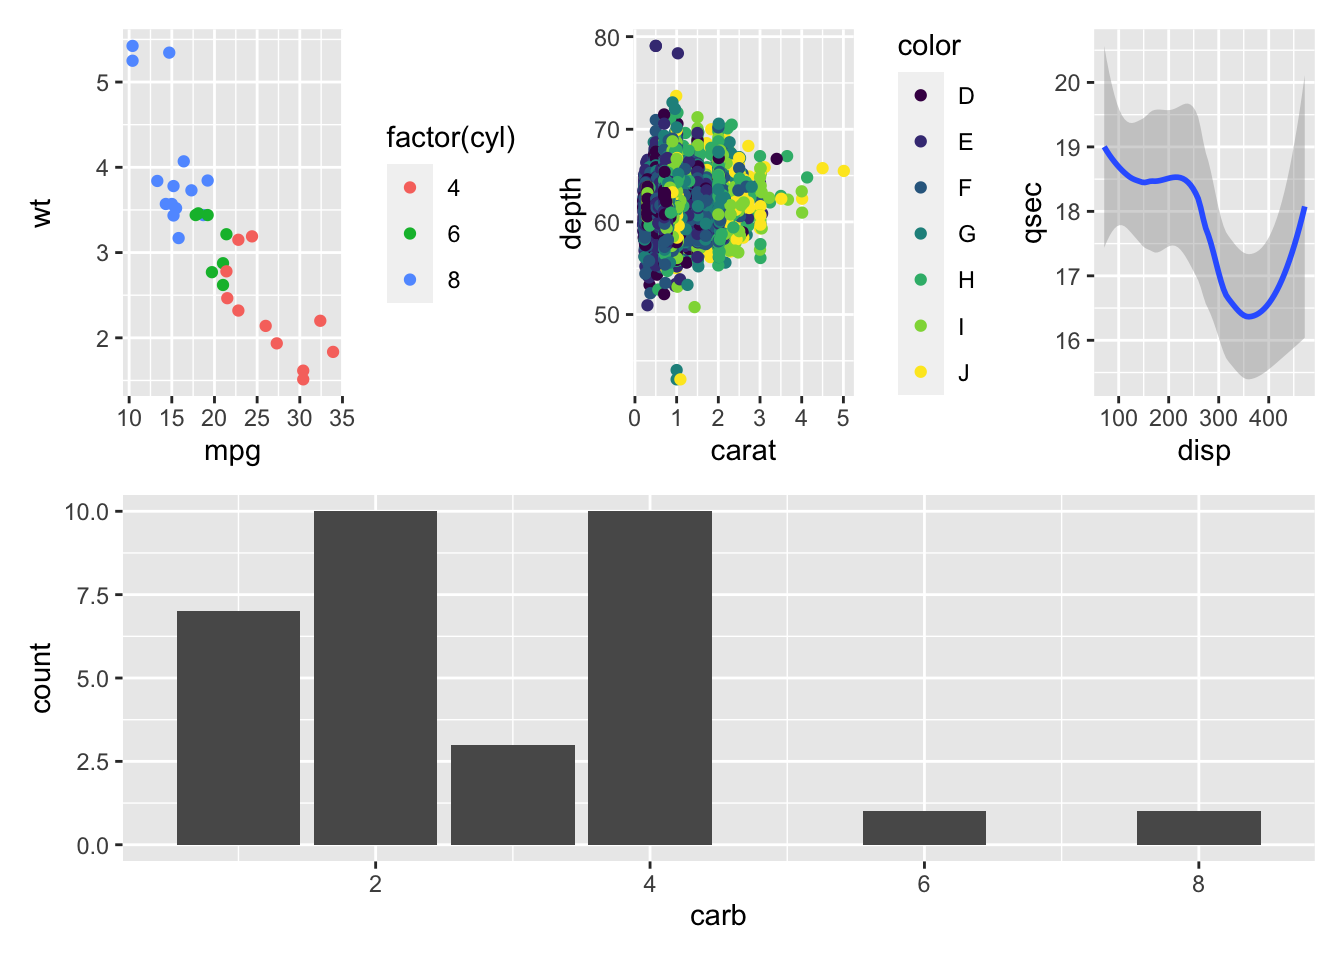 wt
5
4
3
2
10 15 20 25 30 35
mpg
factor(cyl)
4
6
8
depth
80
70
60
50
0 1 2 3 4 5
carat
color
D
E
F
G
H
I
J
qsec
20
19
18
17
16
100 200 300 400
disp
count
10.0
7.5
5.0
2.5
0.0
2 4 6 8
carb